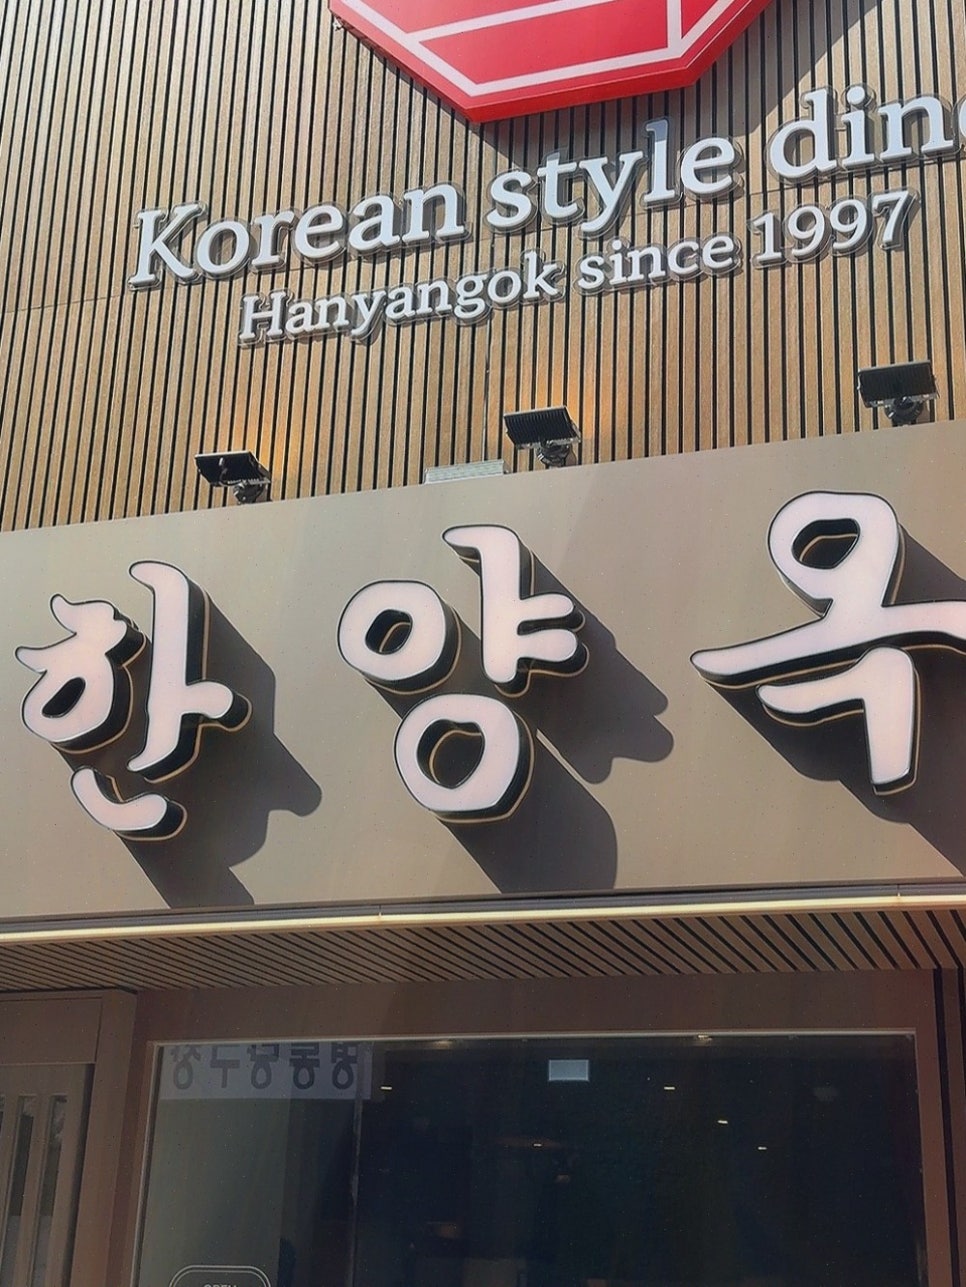 Korean style din
Hanyangok since 1997
한양옥